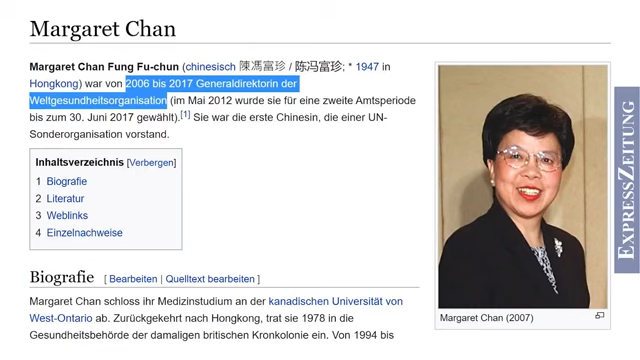 Margaret Chan
Margaret Chan Fung Fu-chun (chinesisch 陳馮富珍 / 陈冯富珍; * 1947 in
Hongkong) war von 2006 bis 2017 Generaldirektorin der
Weltgesundheitsorganisation (im Mai 2012 wurde sie für eine zweite Amtsperiode
bis zum 30. Juni 2017 gewählt).[1] Sie war die erste Chinesin, die einer UN-
Sonderorganisation vorstand.
Inhaltsverzeichnis [Verbergen]
1 Biografie
2 Literatur
3 Weblinks
4 Einzelnachweise
Biografie [ Bearbeiten | Quelltext bearbeiten ]
Margaret Chan schloss ihr Medizinstudium an der kanadischen Universität von
West-Ontario ab. Zurückgekehrt nach Hongkong, trat sie 1978 in die
Gesundheitsbehörde der damaligen britischen Kronkolonie ein. Von 1994 bis
Margaret Chan (2007)
EXPRESSZEITUNG